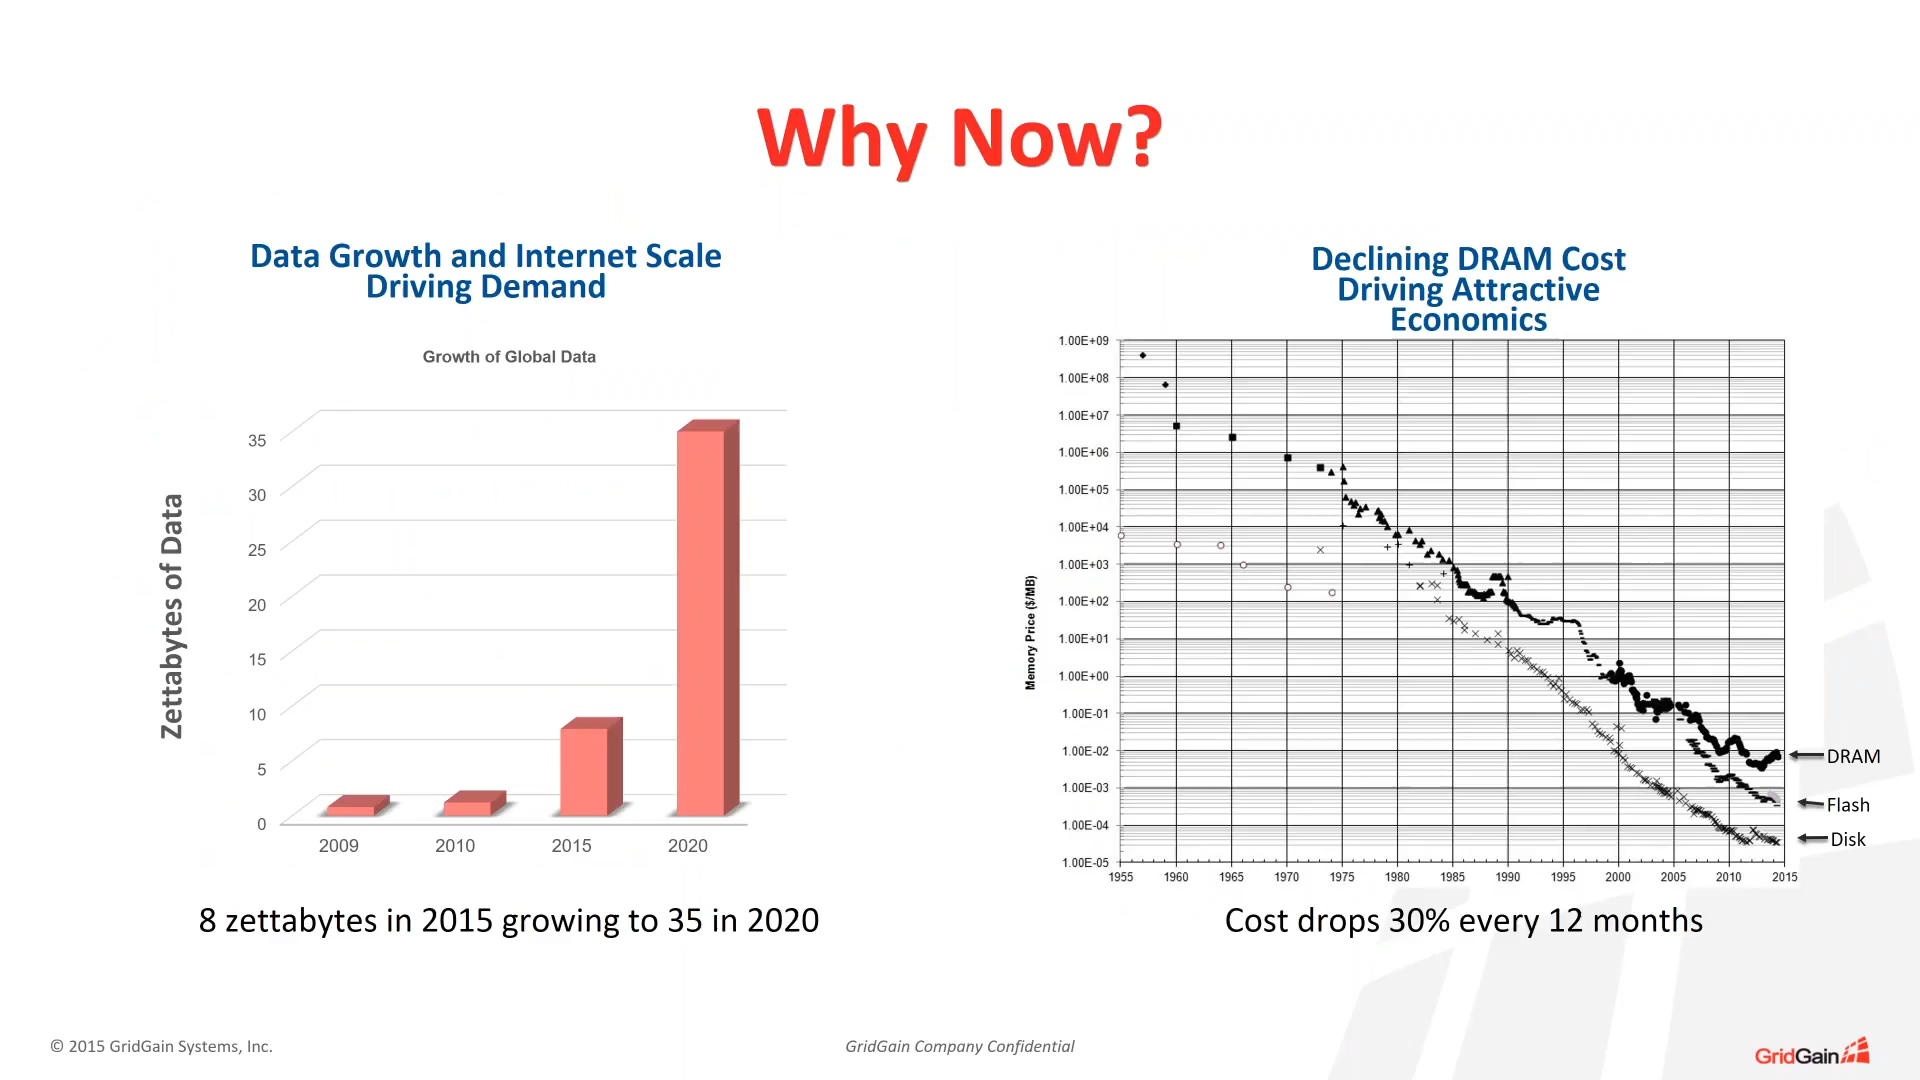 Why Now?
Data Growth and Internet Scale
Driving Demand
Growth of Global Data
Zettabytes of Data
35
30
25
20
15
10
5
0
2009 2010 2015 2020
8 zettabytes in 2015 growing to 35 in 2020
Declining DRAM Cost
Driving Attractive
Economics
Memory Price ($/MB)
1.00E+09
1.00E+08
1.00E+07
1.00E+06
1.00E+05
1.00E+04
1.00E+03
1.00E+02
1.00E+01
1.00E+00
1.00E-01
1.00E-02
1.00E-03
1.00E-04
1.00E-05
1955 1960 1965 1970 1975 1980 1985 1990 1995 2000 2005 2010 2015
DRAM
Flash
Disk
Cost drops 30% every 12 months
© 2015 GridGain Systems, Inc.
GridGain Company Confidential
GridGain